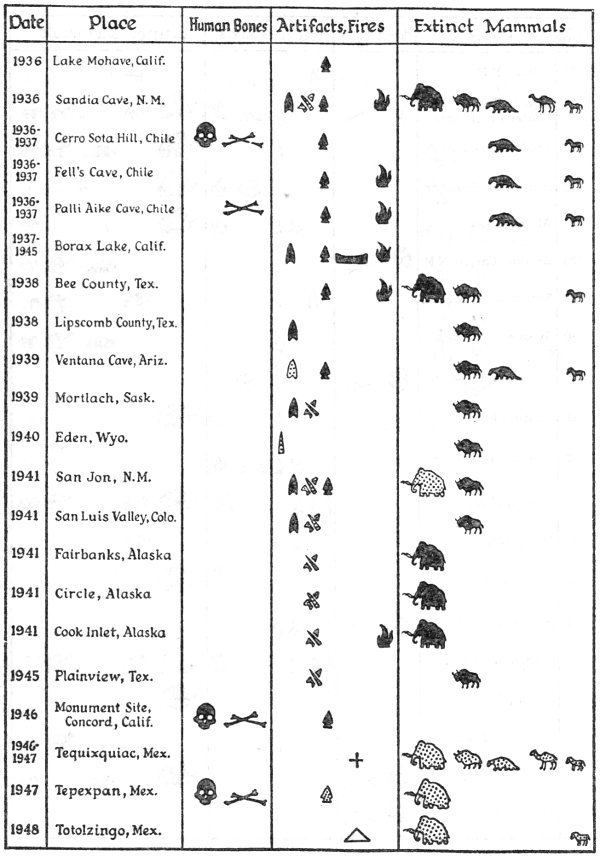 Date Place Human Bones Artifacts, Fires Extinct Mammals
1936 Lake Mohave, Calif.
1936 Sandia Cave, N.M.
1936-
1937 Cerro Sota Hill, Chile
1936-
1937 Fell's Cave, Chile
1936-
1937 Palli Aike Cave, Chile
1937-
1945 Borax Lake, Calif.
1938 Bee County, Tex.
1938 Lipscomb County, Tex.
1939 Ventana Cave, Ariz.
1939 Mortlach, Sask.
1940 Eden, Wyo.
1941 San Jon, N.M.
1941 San Luis Valley, Colo.
1941 Fairbanks, Alaska
1941 Circle, Alaska
1941 Cook Inlet, Alaska
1945 Plainview, Tex.
1946 Monument Site,
Concord, Calif.
1946-
1947 Tequixquiac, Mex.
1947 Tepexpan, Mex.
1948 Totolzingo, Mex.